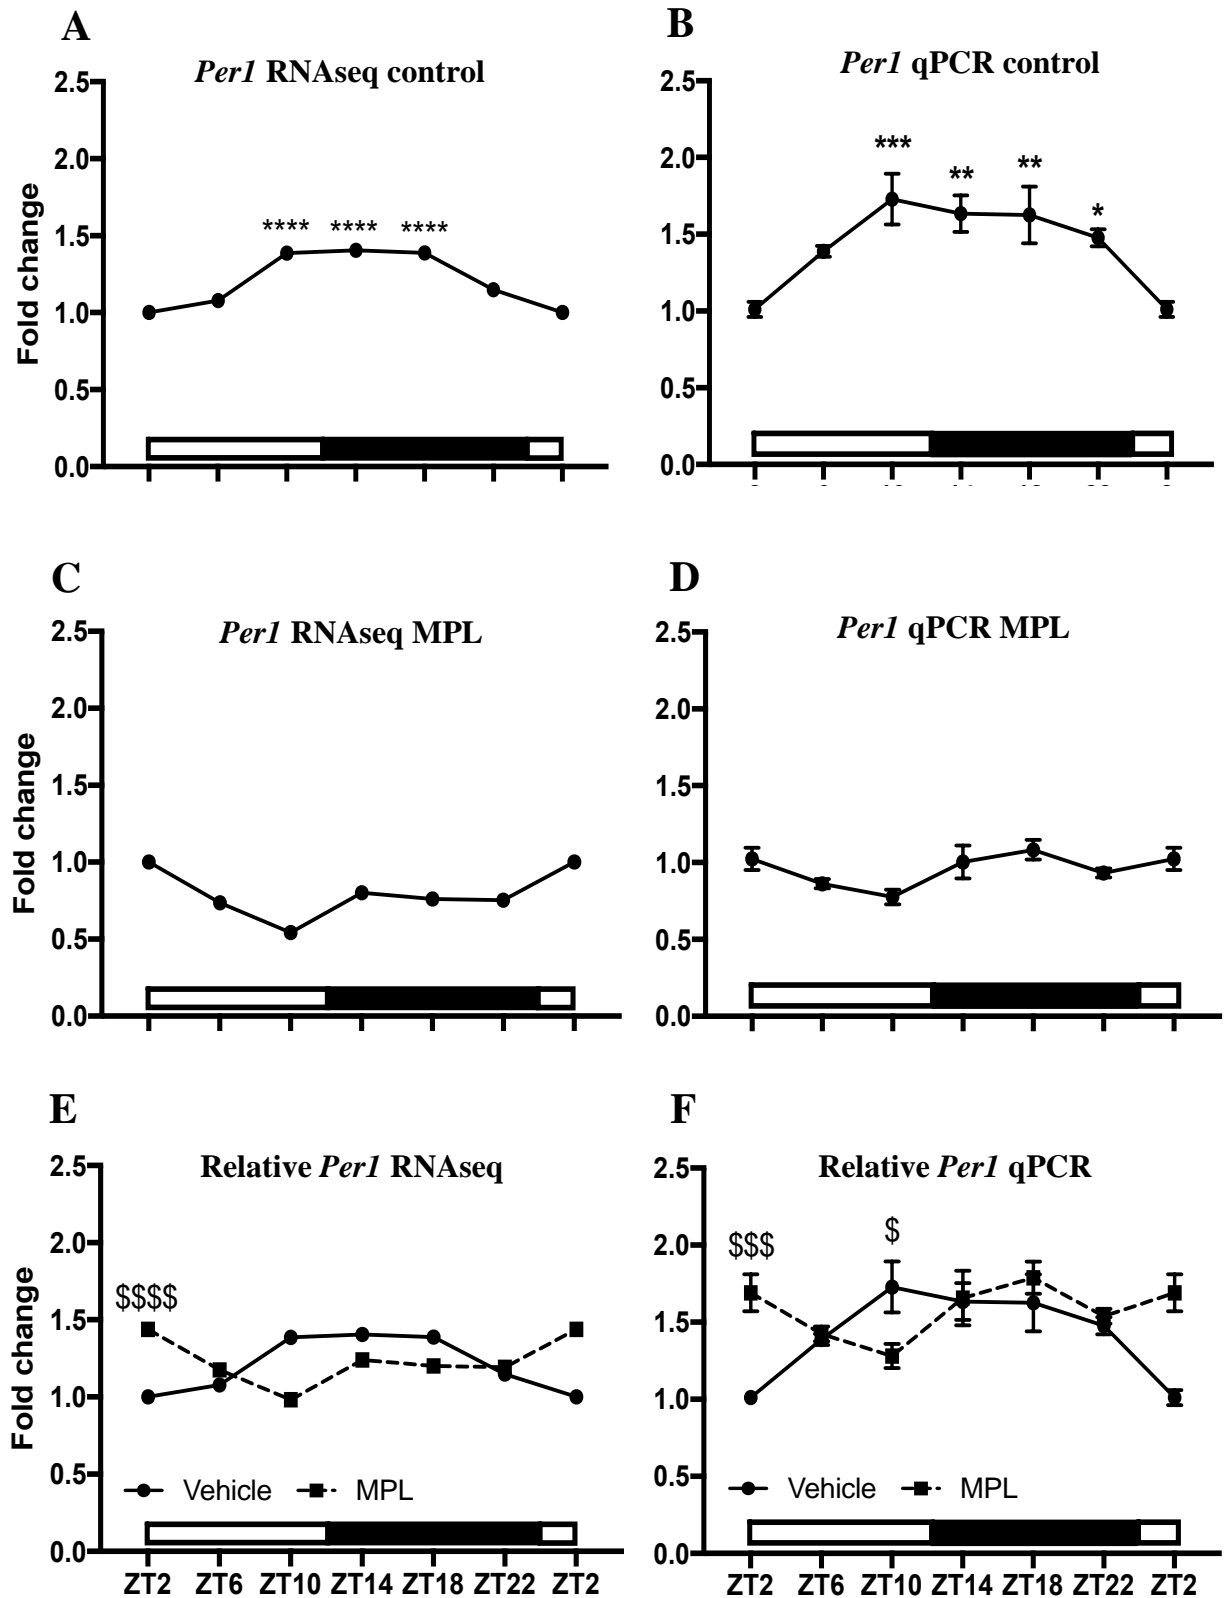 A
Per1 RNAseq control
2.5
2.0
1.5
1.0
0.5
0.0
Fold change
**** **** ****
B
Per1 qPCR control
2.5
2.0
1.5
1.0
0.5
0.0
***
**
**
*
C
Per1 RNAseq MPL
2.5
2.0
1.5
1.0
0.5
0.0
Fold change
D
Per1 qPCR MPL
2.5
2.0
1.5
1.0
0.5
0.0
E
Relative Per1 RNAseq
2.5
2.0
1.5
1.0
0.5
0.0
Fold change
$$$$
Vehicle MPL
ZT2 ZT6 ZT10 ZT14 ZT18 ZT22 ZT2
F
Relative Per1 qPCR
2.5
2.0
1.5
1.0
0.5
0.0
$$$
$
Vehicle MPL
ZT2 ZT6 ZT10 ZT14 ZT18 ZT22 ZT2